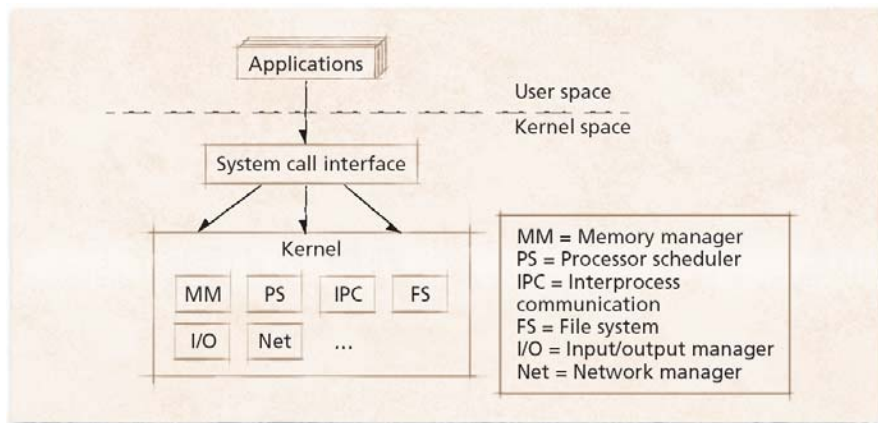 Applications
User space
Kernel space
System call interface
Kernel
MM PS IPC FS
I/O Net ...
MM = Memory manager
PS = Processor scheduler
IPC = Interprocess
communication
FS = File system
I/O = Input/output manager
Net = Network manager